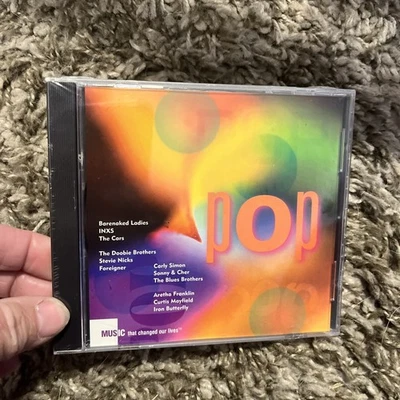 pop
Barenaked Ladies
INXS
The Cars
The Doobie Brothers
Stevie Nicks
Foreigner
Carly Simon
Sonny & Cher
The Blues Brothers
Aretha Franklin
Curtis Mayfield
Iron Butterfly
MUSIC that changed our lives™